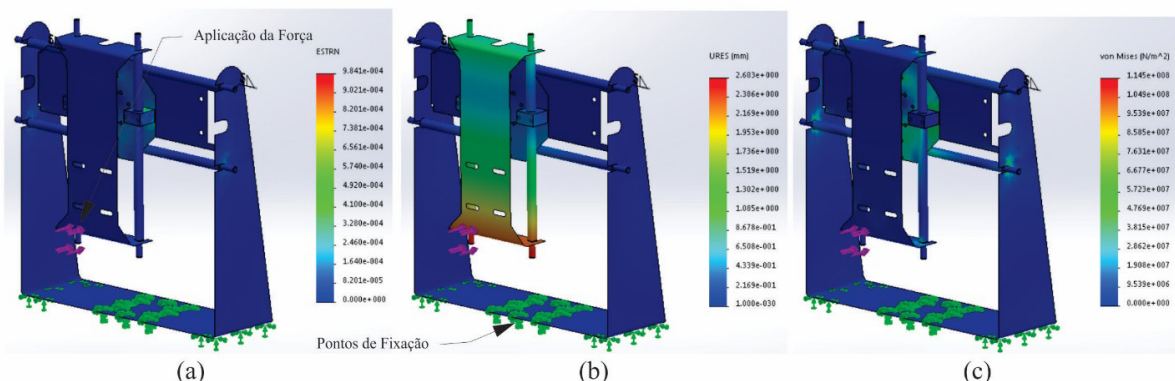 Aplicação da Força
ESTRN
9.841e-004
9.021e-004
8.201e-004
7.381e-004
6.561e-004
5.740e-004
4.920e-004
4.100e-004
3.280e-004
2.460e-004
1.640e-004
8.201e-005
0.000e+000
(a)
URES (mm)
2.603e+000
2.386e+000
2.169e+000
1.952e+000
1.735e+000
1.519e+000
1.302e+000
1.085e+000
8.678e-001
6.508e-001
4.339e-001
2.169e-001
1.000e-030
Pontos de Fixação
(b)
von Mises (N/m^2)
1.145e+008
1.049e+008
9.539e+007
8.585e+007
7.631e+007
6.677e+007
5.723e+007
4.769e+007
3.815e+007
2.862e+007
1.908e+007
9.539e+006
0.000e+000
(c)